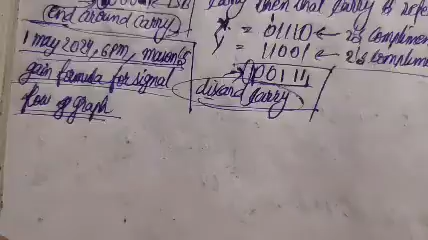 (end around carry)
carry then that carry is
x = 01110 ← 2's complement
y = 11001 ← 2's complement
00111
discard carry
1 may 2024, 6pm, mason's
gain formula for signal
flow graph